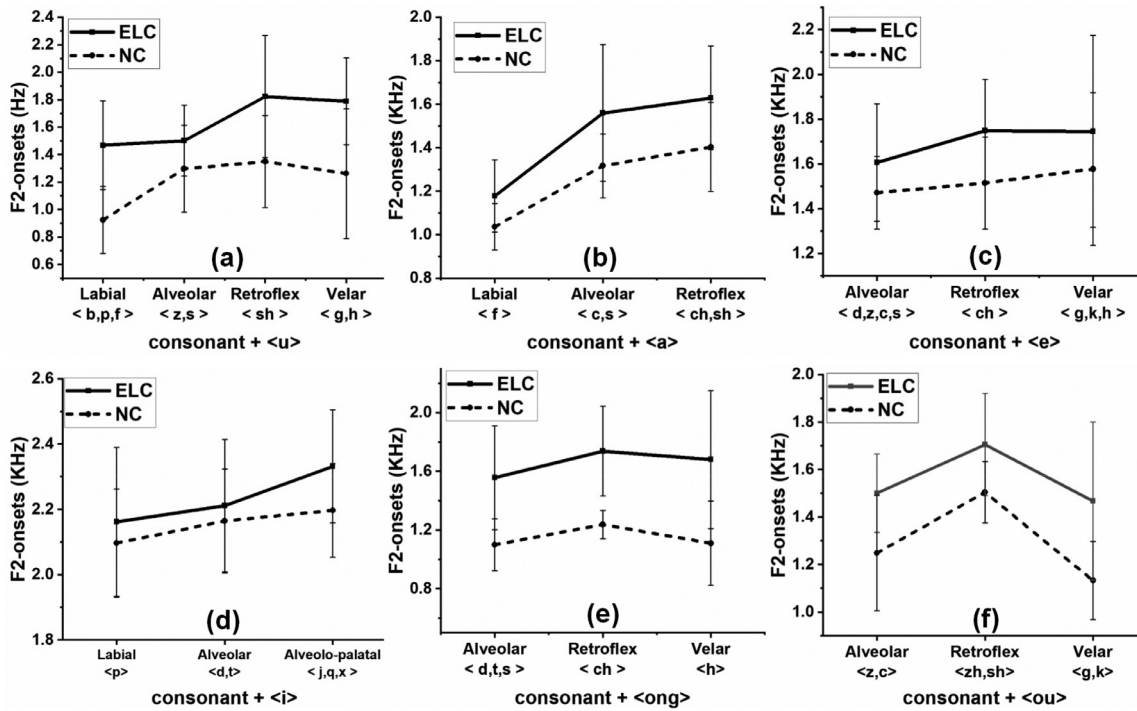 2.4
2.2
2.0
1.8
1.6
1.4
1.2
1.0
0.8
0.6
F2-onsets (Hz)
ELC
NC
(a)
Labial Alveolar Retroflex Velar
< b,p,f > < z,s > < sh > < g,h >
consonant + <u>
2.0
1.8
1.6
1.4
1.2
1.0
0.8
F2-onsets (KHz)
ELC
NC
(b)
Labial Alveolar Retroflex
< f > < c,s > < ch,sh >
consonant + <a>
2.2
2.0
1.8
1.6
1.4
1.2
F2-onsets (KHz)
ELC
NC
(c)
Alveolar Retroflex Velar
< d,z,c,s > < ch > < g,k,h >
consonant + <e>
2.6
2.4
2.2
2.0
1.8
F2-onsets (KHz)
ELC
NC
(d)
Labial Alveolar Alveolo-palatal
<p> <d,t> < j,q,x >
consonant + <i>
2.0
1.6
1.2
0.8
F2-onsets (KHz)
ELC
NC
(e)
Alveolar Retroflex Velar
< d,t,s > < ch > <h>
consonant + <ong>
2.0
1.8
1.6
1.4
1.2
1.0
F2-onsets (KHz)
ELC
NC
(f)
Alveolar Retroflex Velar
<z,c> <zh,sh> <g,k>
consonant + <ou>